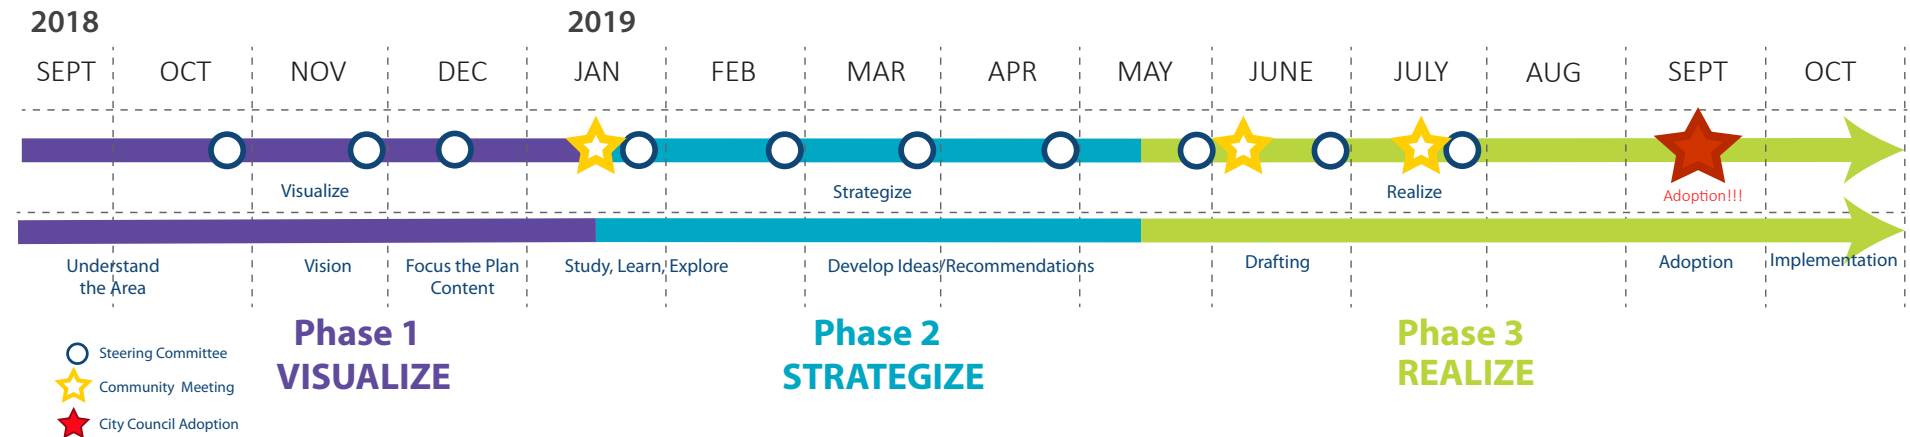 2018
2019
SEPT
OCT
NOV
DEC
JAN
FEB
MAR
APR
MAY
JUNE
JULY
AUG
SEPT
OCT
Visualize
Strategize
Realize
Adoption!!!
Understand
the Area
Vision
Focus the Plan
Content
Study, Learn, Explore
Develop Ideas/Recommendations
Drafting
Adoption
Implementation
Phase 1
VISUALIZE
Phase 2
STRATEGIZE
Phase 3
REALIZE
Steering Committee
Community Meeting
City Council Adoption